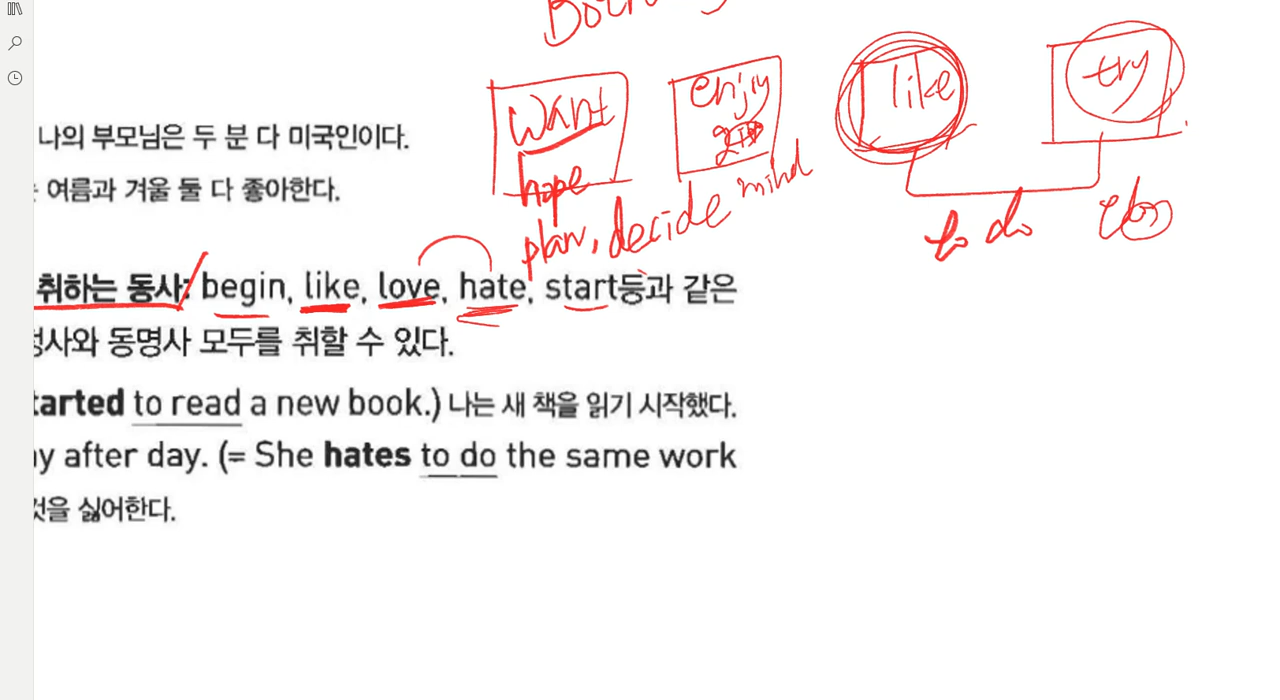 want
enjoy
like
try
hope
plan, decide
mind
to do
나의 부모님은 두 분 다 미국인이다.
여름과 겨울 둘 다 좋아한다.
취하는 동사: begin, like, love, hate, start등과 같은
정사와 동명사 모두를 취할 수 있다.
tarted to read a new book.) 나는 새 책을 읽기 시작했다.
ay after day. (= She hates to do the same work
것을 싫어한다.